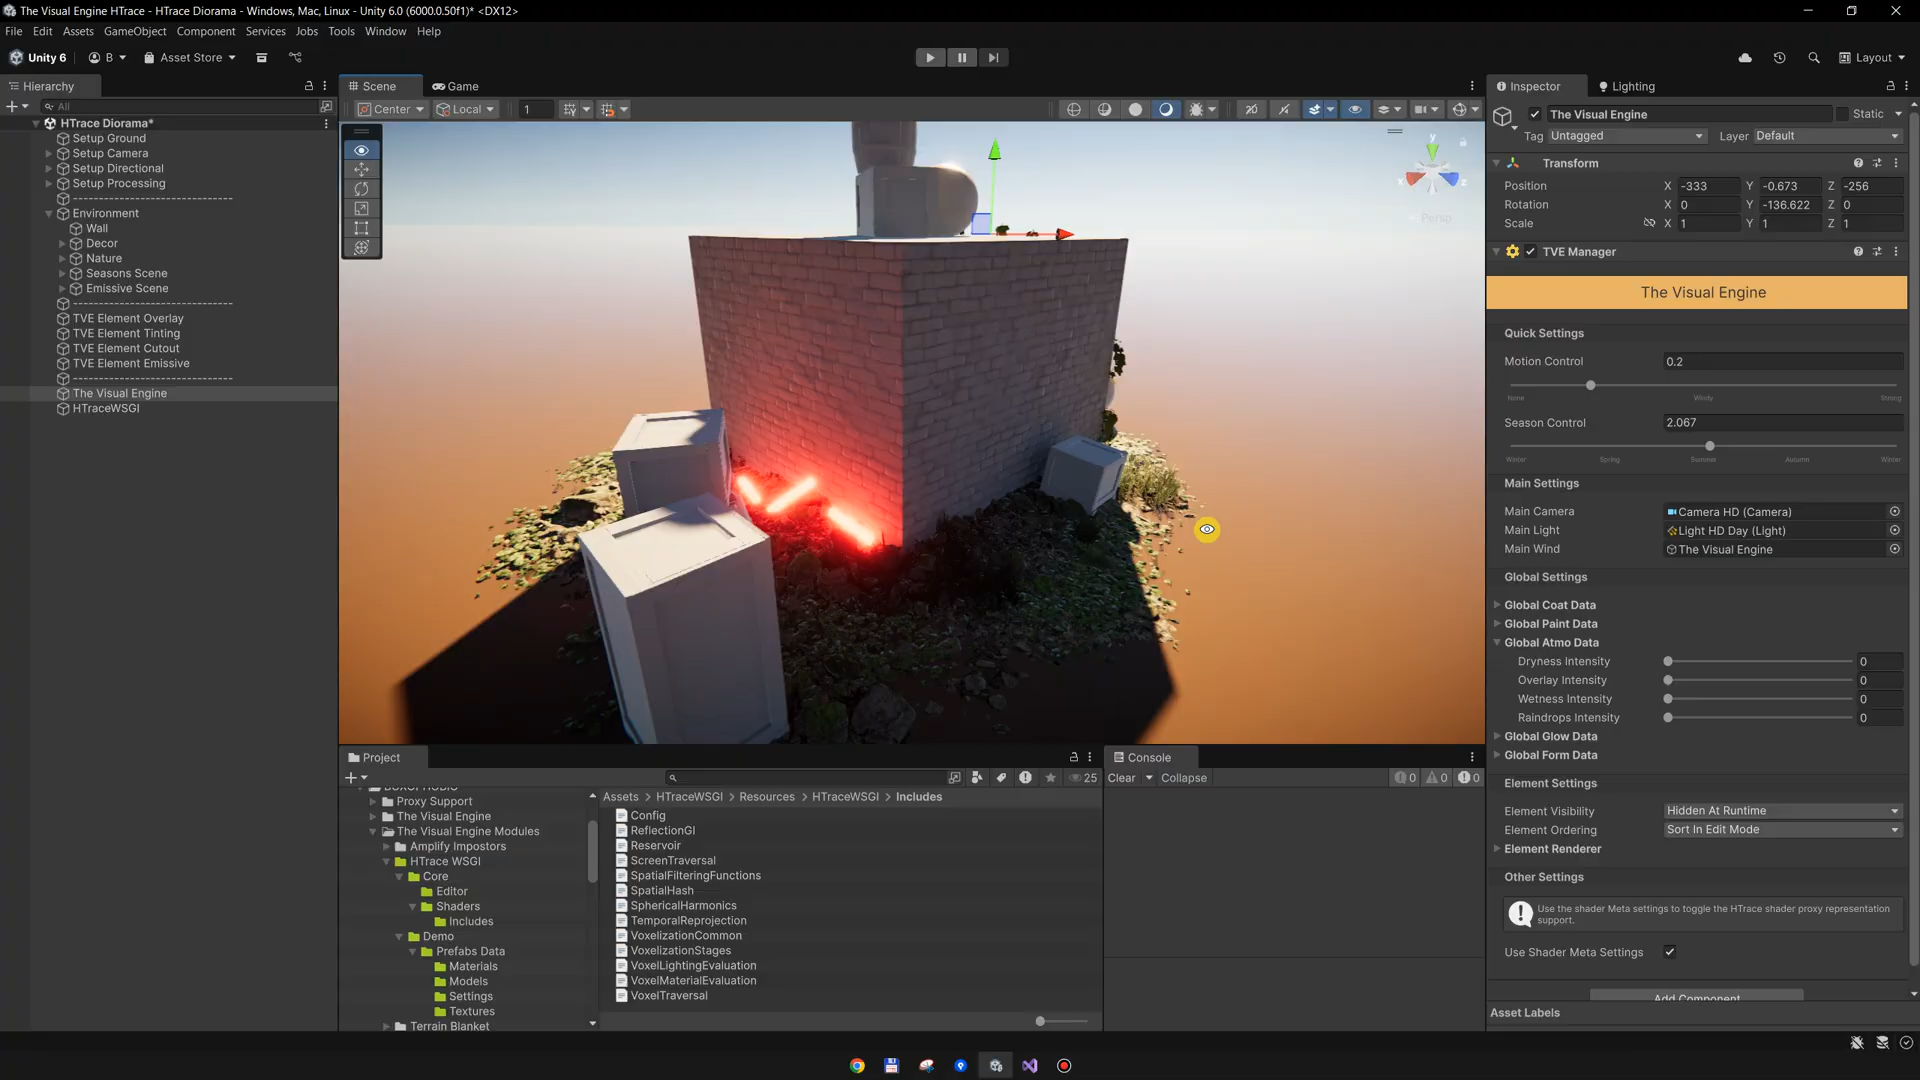 The Visual Engine HTrace - HTrace Diorama - Windows, Mac, Linux - Unity 6.0 (6000.0.50f1)* <DX12>
File Edit Assets GameObject Component Services Jobs Tools Window Help
Unity 6 B Asset Store Layout
Hierarchy
All
HTrace Diorama*
Setup Ground
Setup Camera
Setup Directional
Setup Processing
--------------------------------
Environment
Wall
Decor
Nature
Seasons Scene
Emissive Scene
--------------------------------
TVE Element Overlay
TVE Element Tinting
TVE Element Cutout
TVE Element Emissive
--------------------------------
The Visual Engine
HTraceWSGI
Scene Game
Center Local 1
y
x
z
Persp
Project
25
Proxy Support
The Visual Engine
The Visual Engine Modules
Amplify Impostors
HTrace WSGI
Core
Editor
Shaders
Includes
Demo
Prefabs Data
Materials
Models
Settings
Textures
Terrain Blanket
Assets > HTraceWSGI > Resources > HTraceWSGI > Includes
Config
ReflectionGI
Reservoir
ScreenTraversal
SpatialFilteringFunctions
SpatialHash
SphericalHarmonics
TemporalReprojection
VoxelizationCommon
VoxelizationStages
VoxelLightingEvaluation
VoxelMaterialEvaluation
VoxelTraversal
Console
Clear Collapse 0 0 0
Inspector Lighting
The Visual Engine Static
Tag Untagged Layer Default
Transform
Position X -333 Y -0.673 Z -256
Rotation X 0 Y -136.622 Z 0
Scale X 1 Y 1 Z 1
TVE Manager
The Visual Engine
Quick Settings
Motion Control 0.2
None Windy Strong
Season Control 2.067
Winter Spring Summer Autumn Winter
Main Settings
Main Camera Camera HD (Camera)
Main Light Light HD Day (Light)
Main Wind The Visual Engine
Global Settings
Global Coat Data
Global Paint Data
Global Atmo Data
Dryness Intensity 0
Overlay Intensity 0
Wetness Intensity 0
Raindrops Intensity 0
Global Glow Data
Global Form Data
Element Settings
Element Visibility Hidden At Runtime
Element Ordering Sort In Edit Mode
Element Renderer
Other Settings
Use the shader Meta settings to toggle the HTrace shader proxy representation
support.
Use Shader Meta Settings
Add Component
Asset Labels